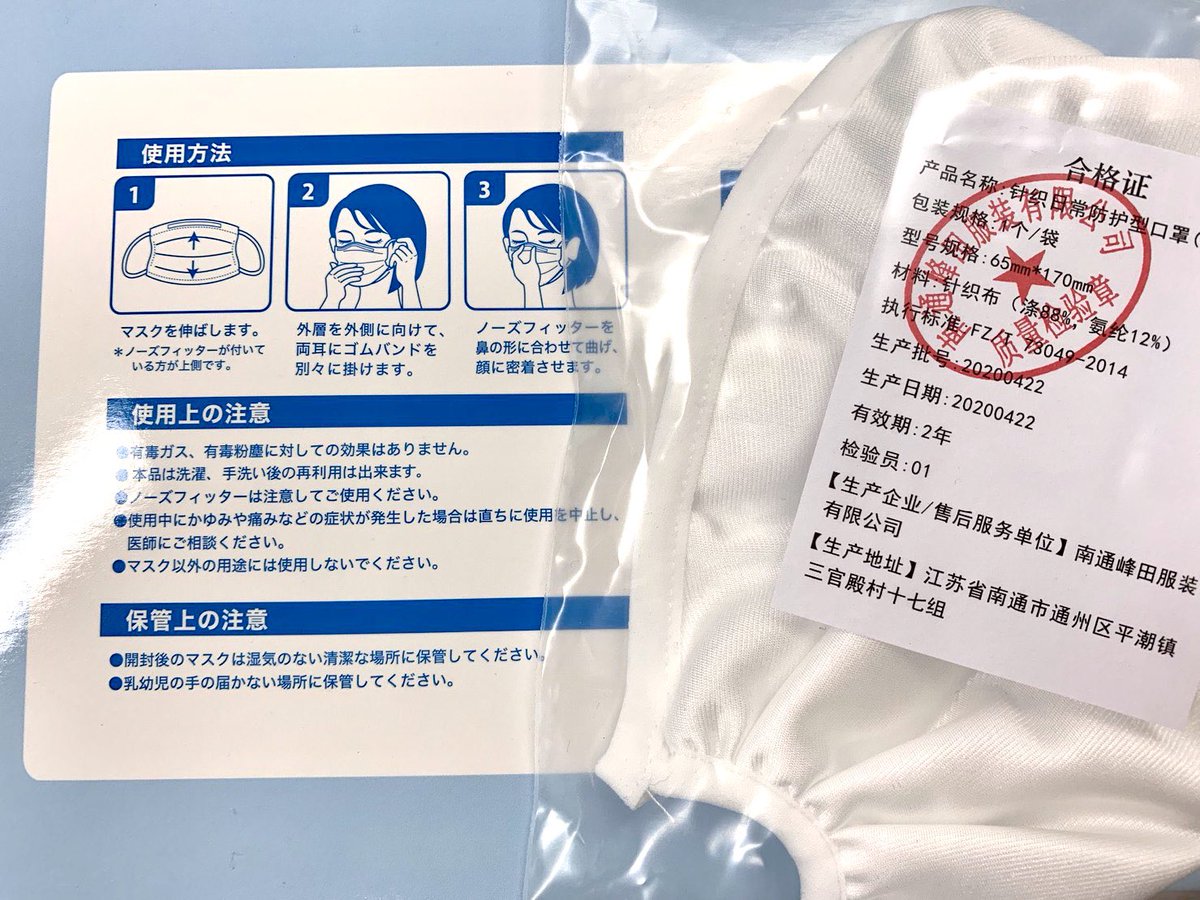 使用方法
1
2
3
マスクを伸ばします。
*ノーズフィッターが付いて
いる方が上側です。
外層を外側に向けて、
両耳にゴムバンドを
別々に掛けます。
ノーズフィッターを
鼻の形に合わせて曲げ、
顔に密着させます。
使用上の注意
●有毒ガス、有毒粉塵に対しての効果はありません。
●本品は洗濯、手洗い後の再利用は出来ます。
●ノーズフィッターは注意してご使用ください。
●使用中にかゆみや痛みなどの症状が発生した場合は直ちに使用を中止し、
医師にご相談ください。
●マスク以外の用途には使用しないでください。
保管上の注意
●開封後のマスクは湿気のない清潔な場所に保管してください。
●乳幼児の手の届かない場所に保管してください。
合格证
产品名称:针织日常防护型口罩(
包装规格:1个/袋
型号规格:65mm*170mm
材料:针织布(涤88%,氨纶12%)
执行标准:FZ/T 73049-2014
生产批号:20200422
生产日期:20200422
有效期:2年
检验员:01
【生产企业/售后服务单位】南通峰田服装
有限公司
【生产地址】江苏省南通市通州区平潮镇
三官殿村十七组
南通峰田服装有限公司
质量检验章